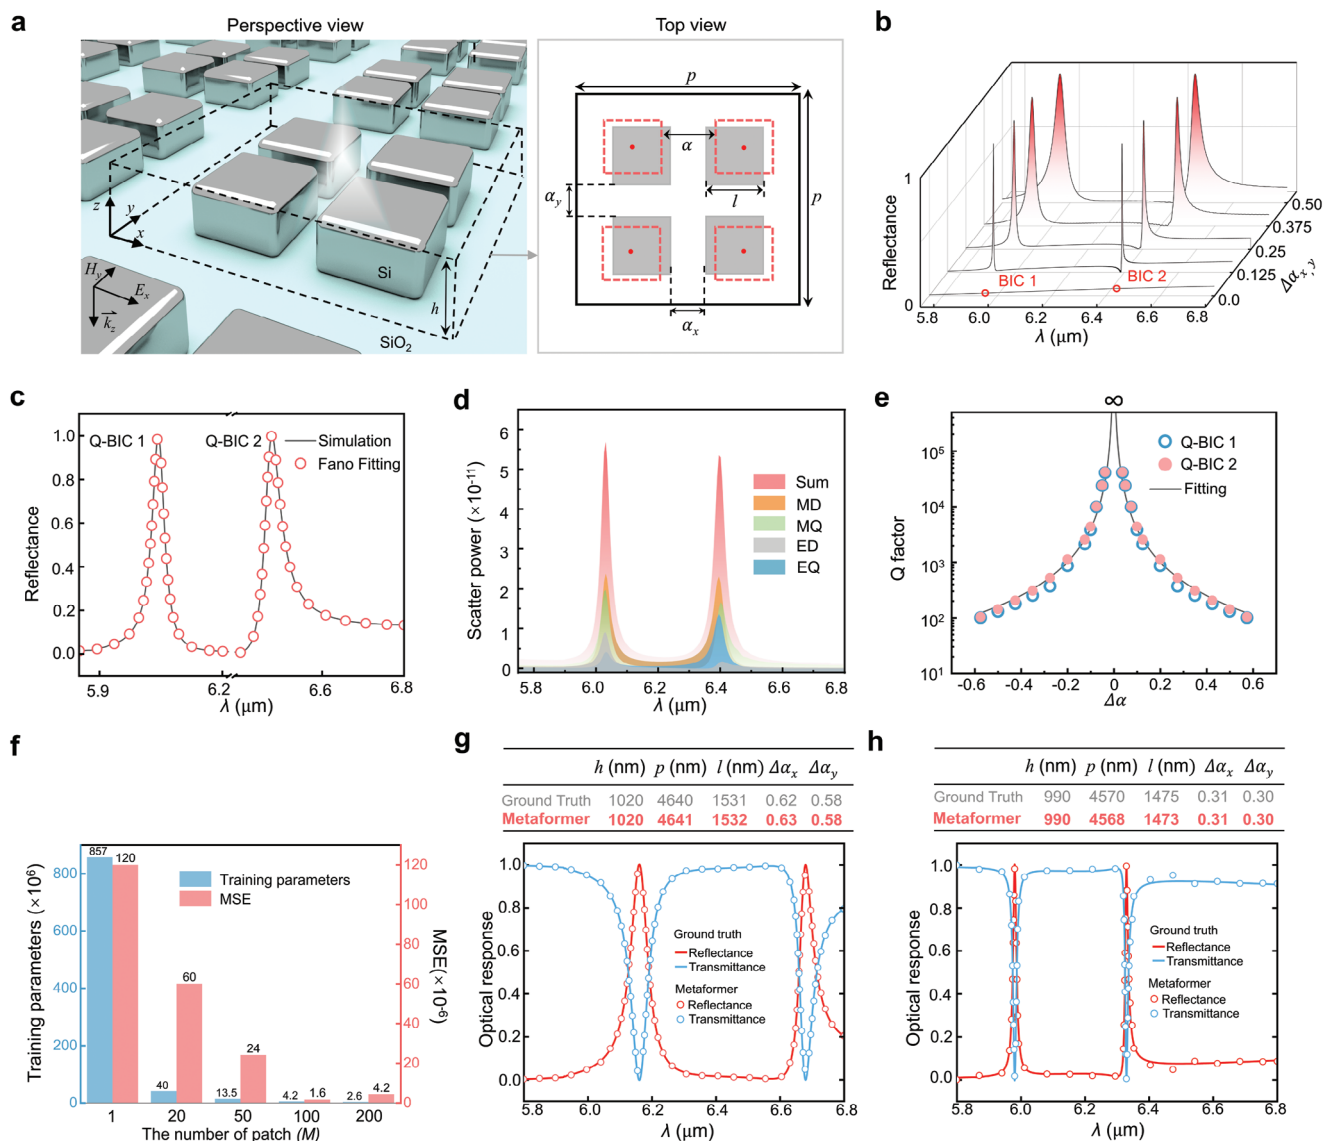 a
Perspective view
Top view
z
y
x
H_y
E_x
k_z
Si
h
SiO₂
p
α
α_y
l
p
α_x
b
Reflectance
1
0
BIC 1
BIC 2
5.8 6.0 6.2 6.4 6.6 6.8
λ (μm)
0.0
0.125
0.25
0.375
0.50
Δα_x, y
c
Reflectance
1.0
0.8
0.6
0.4
0.2
0.0
Q-BIC 1
Q-BIC 2
Simulation
Fano Fitting
5.9 6.2 6.6 6.8
λ (μm)
d
Scatter power (×10⁻¹¹)
6
5
3
2
1
0
Sum
MD
MQ
ED
EQ
5.8 6.0 6.2 6.4 6.6 6.8
λ (μm)
e
∞
Q factor
10⁵
10⁴
10³
10²
10¹
Q-BIC 1
Q-BIC 2
Fitting
-0.6 -0.4 -0.2 0 0.2 0.4 0.6
Δα
f
Training parameters (×10⁶)
800
600
400
200
0
857
120
40
60
13.5
24
4.2
1.6
2.6
4.2
Training parameters
MSE
120
100
80
60
40
20
0
MSE(×10⁻⁶)
1 20 50 100 200
The number of patch (M)
g
h (nm) p (nm) l (nm) Δα_x Δα_y
Ground Truth 1020 4640 1531 0.62 0.58
Metaformer 1020 4641 1532 0.63 0.58
Optical response
1.0
0.8
0.6
0.4
0.2
0.0
Ground truth
Reflectance
Transmittance
Metaformer
Reflectance
Transmittance
5.8 6.0 6.2 6.4 6.6 6.8
λ (μm)
h
h (nm) p (nm) l (nm) Δα_x Δα_y
Ground Truth 990 4570 1475 0.31 0.30
Metaformer 990 4568 1473 0.31 0.30
Optical response
1.0
0.8
0.6
0.4
0.2
0.0
Ground truth
Reflectance
Transmittance
Metaformer
Reflectance
Transmittance
5.8 6.0 6.2 6.4 6.6 6.8
λ (μm)